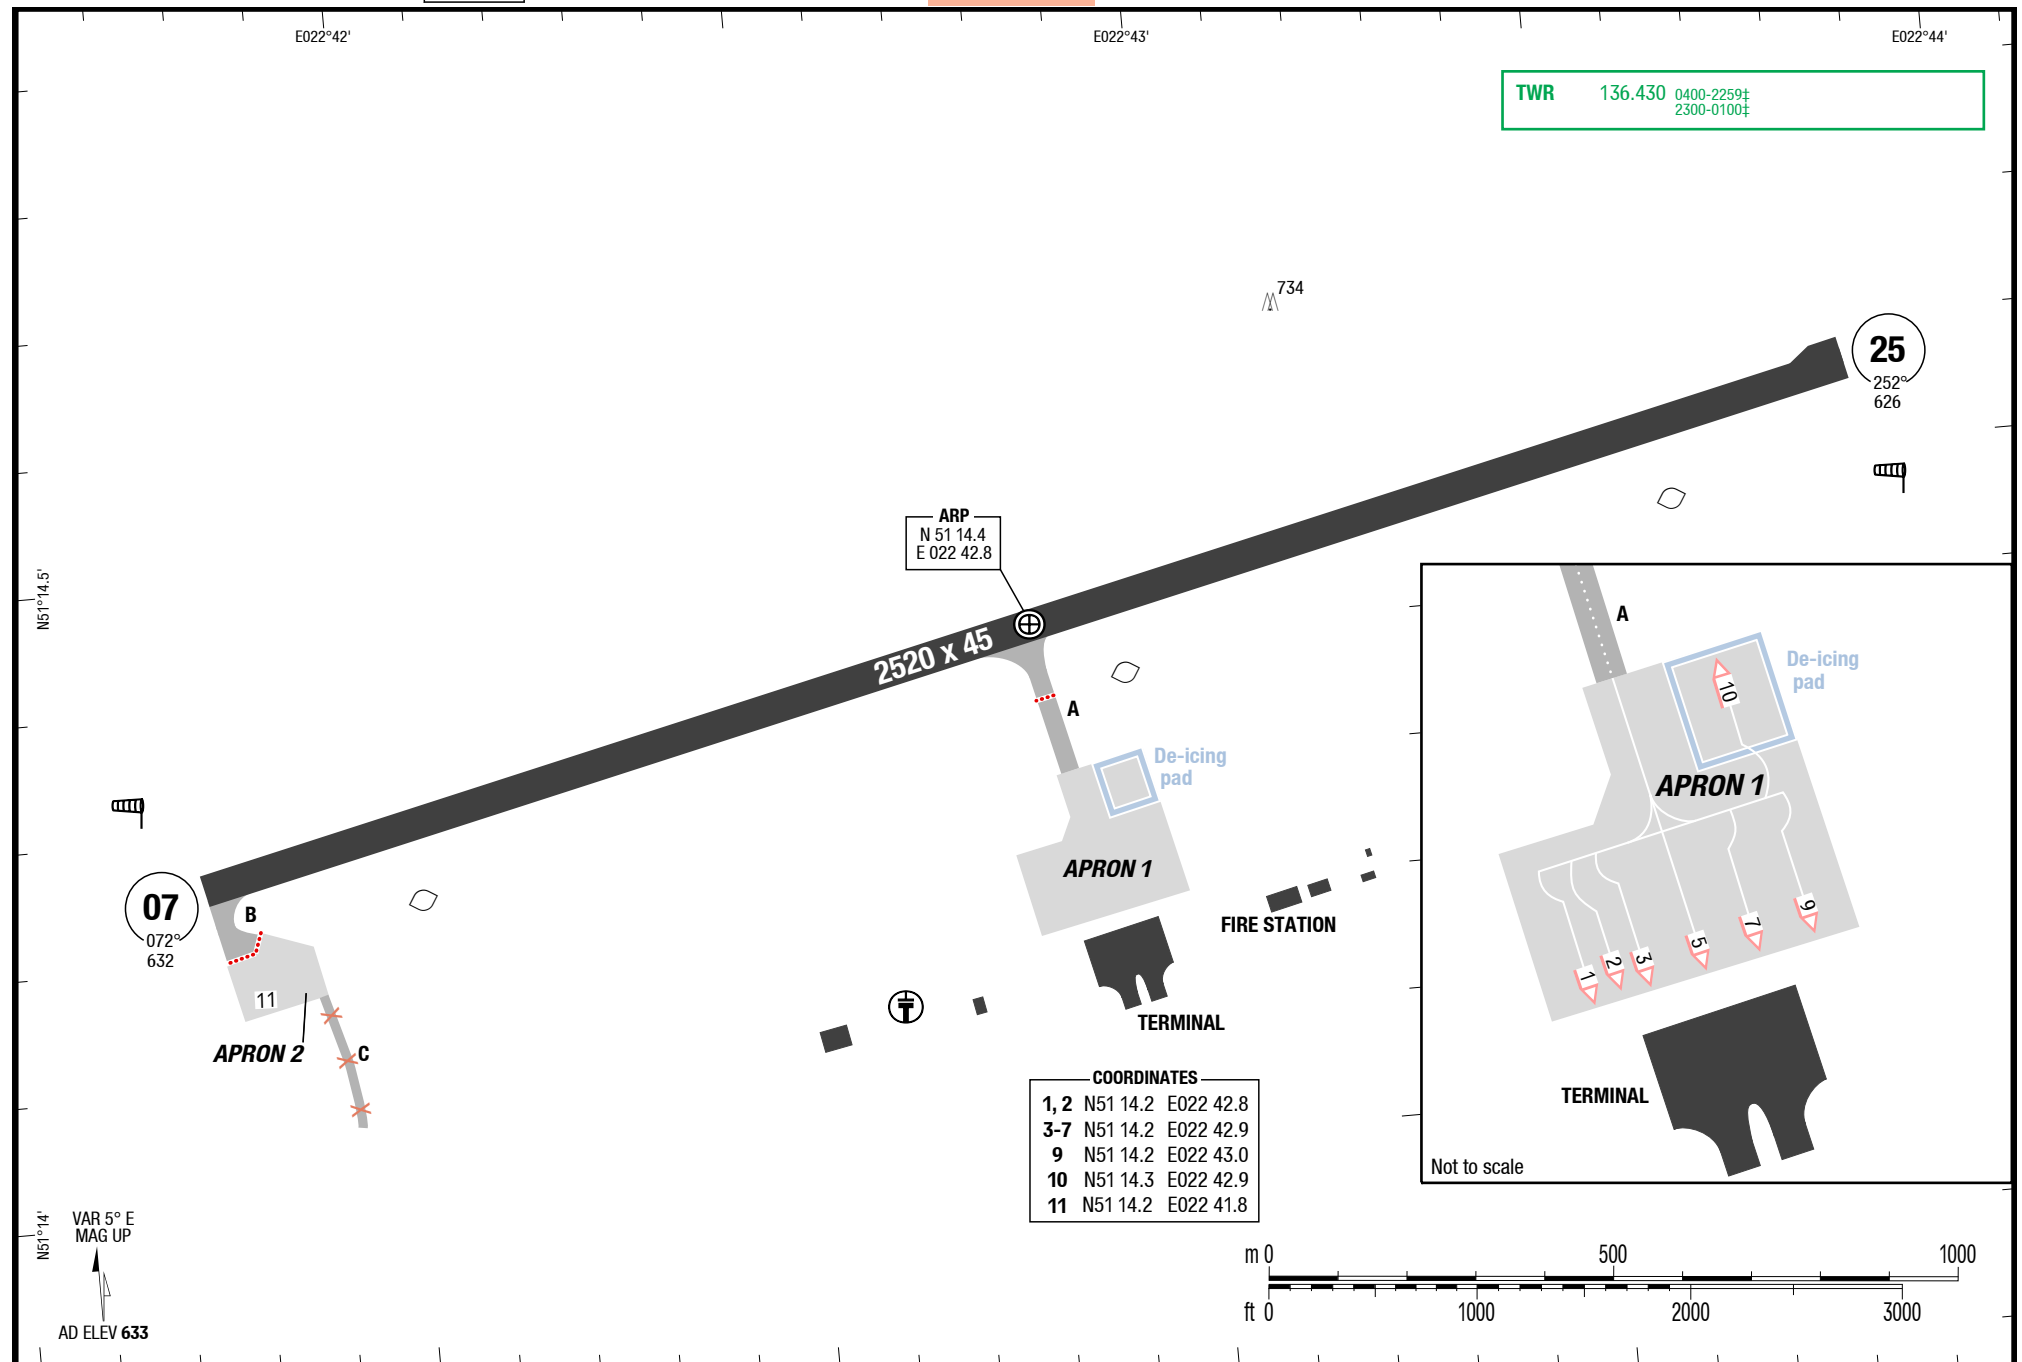 E022°42'
E022°43'
E022°44'
TWR 136.430 0400-2259‡
2300-0100‡
734
25
252°
626
ARP
N 51 14.4
E 022 42.8
N51°14.5'
2520 x 45
A
De-icing
pad
APRON 1
07
072°
632
B
11
APRON 2
C
FIRE STATION
TERMINAL
A
De-icing
pad
10
APRON 1
1
2
3
5
7
9
TERMINAL
Not to scale
COORDINATES
1, 2 N51 14.2 E022 42.8
3-7 N51 14.2 E022 42.9
9 N51 14.2 E022 43.0
10 N51 14.3 E022 42.9
11 N51 14.2 E022 41.8
N51°14'
VAR 5° E
MAG UP
AD ELEV 633
m 0 500 1000
ft 0 1000 2000 3000